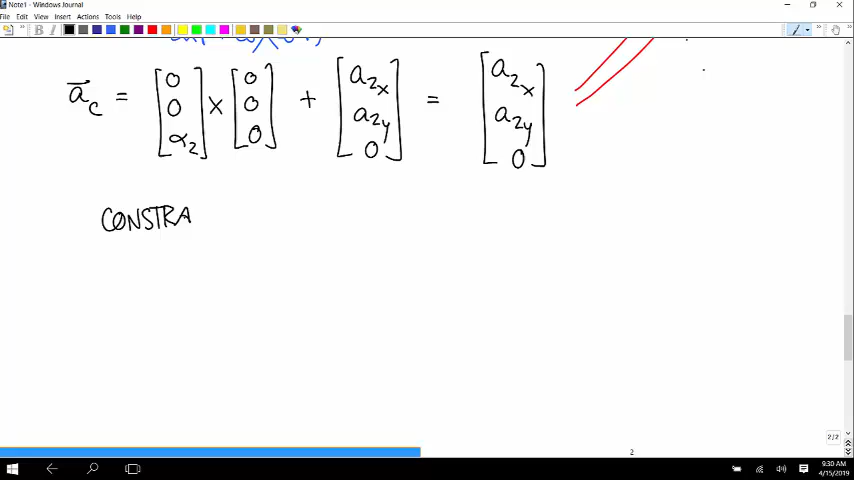 Note1 - Windows Journal
File Edit View Insert Actions Tools Help
B I
a⃗_c = [0 0 α₂] × [0 0 0] + [a₂ₓ a₂y 0] = [a₂ₓ a₂y 0]
CONSTRA
2/2
2
9:30 AM
4/15/2019